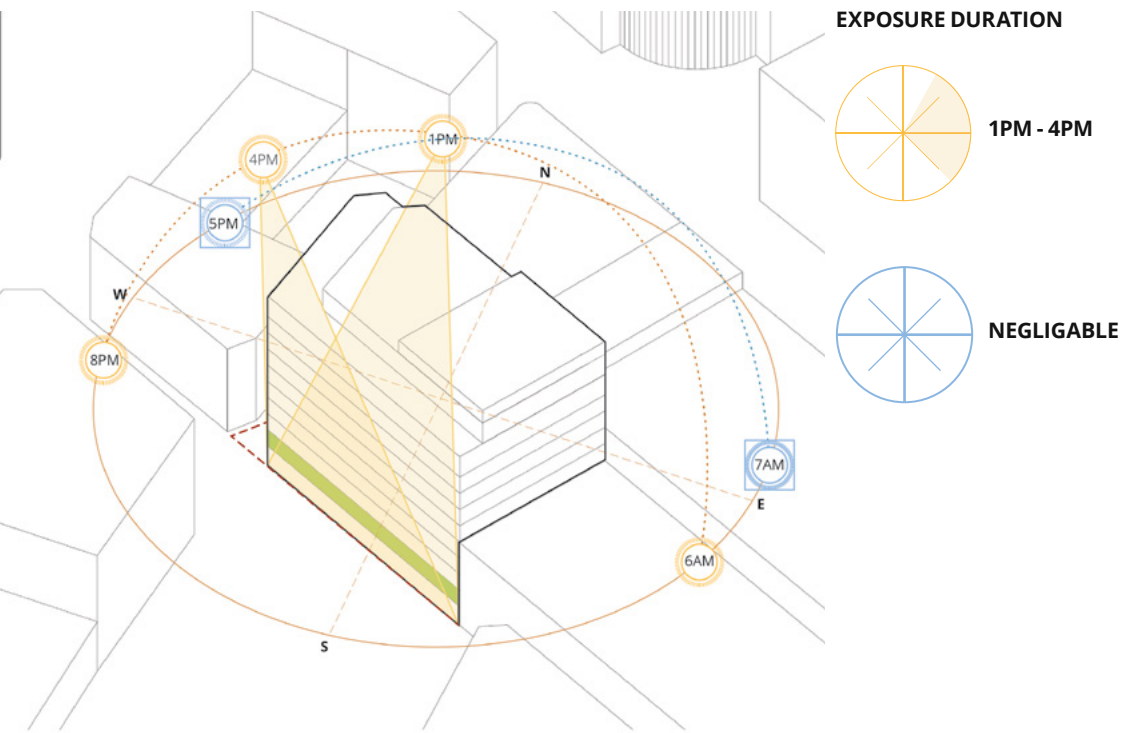 EXPOSURE DURATION
1PM - 4PM
NEGLIGABLE
1PM
4PM
N
5PM
W
8PM
7AM
E
6AM
S